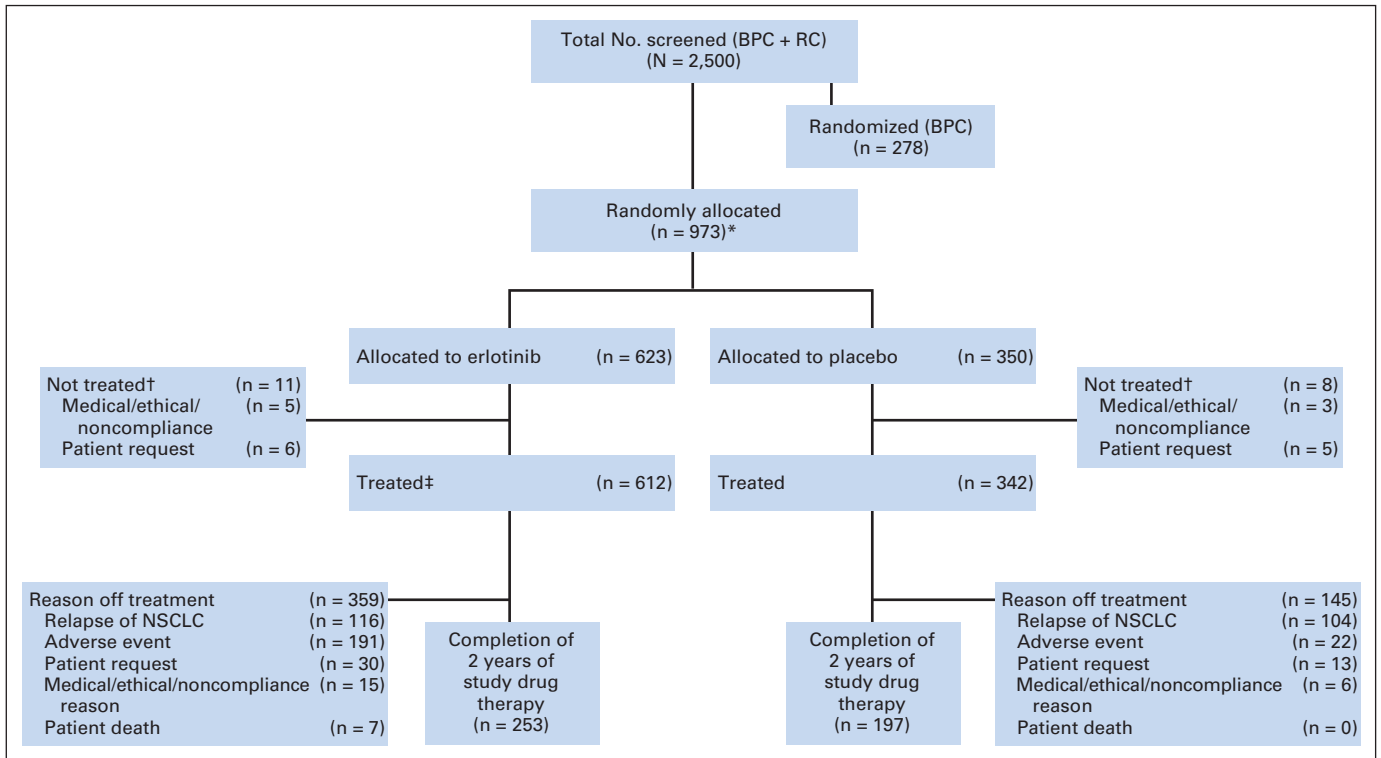 Total No. screened (BPC + RC)
(N = 2,500)
Randomized (BPC)
(n = 278)
Randomly allocated
(n = 973)*
Allocated to erlotinib (n = 623)
Allocated to placebo (n = 350)
Not treated† (n = 11)
Medical/ethical/ (n = 5)
noncompliance
Patient request (n = 6)
Not treated† (n = 8)
Medical/ethical/ (n = 3)
noncompliance
Patient request (n = 5)
Treated‡ (n = 612)
Treated (n = 342)
Reason off treatment (n = 359)
Relapse of NSCLC (n = 116)
Adverse event (n = 191)
Patient request (n = 30)
Medical/ethical/noncompliance (n = 15)
reason
Patient death (n = 7)
Completion of
2 years of
study drug
therapy
(n = 253)
Completion of
2 years of
study drug
therapy
(n = 197)
Reason off treatment (n = 145)
Relapse of NSCLC (n = 104)
Adverse event (n = 22)
Patient request (n = 13)
Medical/ethical/noncompliance (n = 6)
reason
Patient death (n = 0)